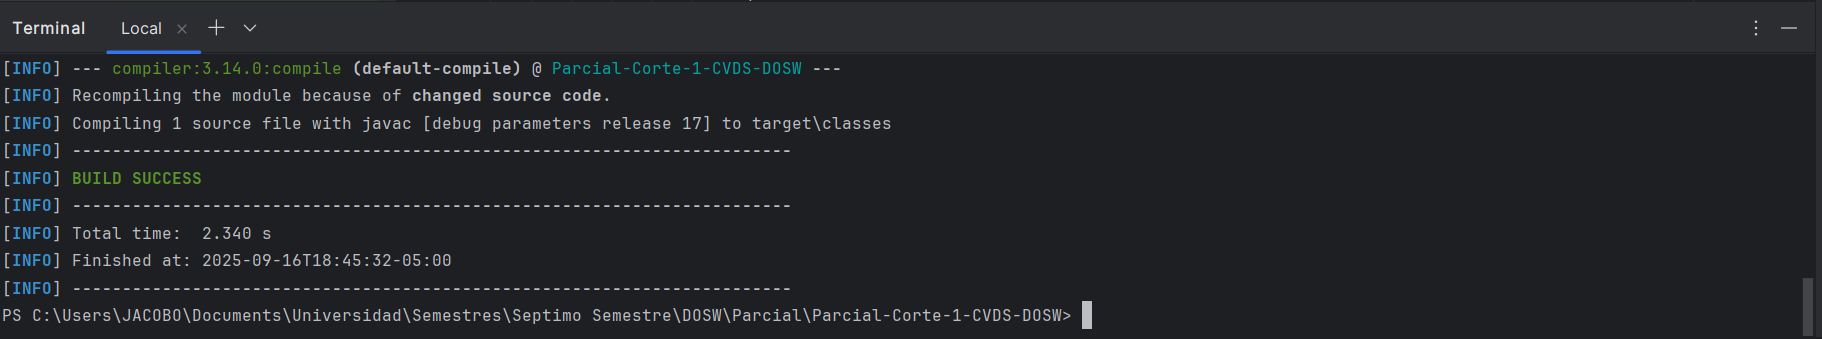 Terminal Local
[INFO] --- compiler:3.14.0:compile (default-compile) @ Parcial-Corte-1-CVDS-DOSW ---
[INFO] Recompiling the module because of changed source code.
[INFO] Compiling 1 source file with javac [debug parameters release 17] to target\classes
[INFO] ------------------------------------------------------------------------
[INFO] BUILD SUCCESS
[INFO] ------------------------------------------------------------------------
[INFO] Total time:  2.340 s
[INFO] Finished at: 2025-09-16T18:45:32-05:00
[INFO] ------------------------------------------------------------------------
PS C:\Users\JACOBO\Documents\Universidad\Semestres\Septimo Semestre\DOSW\Parcial\Parcial-Corte-1-CVDS-DOSW>